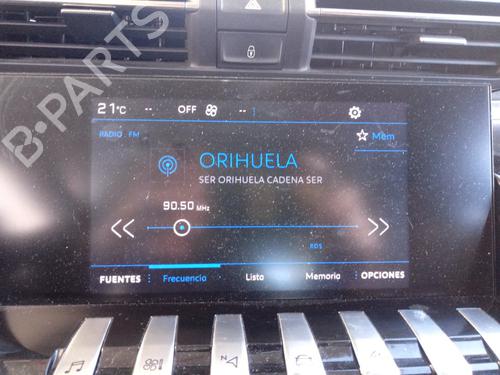 21°C -- OFF -- 1
RADIO FM
Mem
ORIHUELA
SER ORIHUELA CADENA SER
90.50 MHz
RDS
FUENTES Frecuencia Lista Memoria OPCIONES
N
B-PARTS